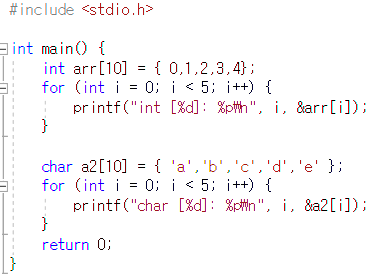 #include <stdio.h>
int main() {
    int arr[10] = { 0,1,2,3,4};
    for (int i = 0; i < 5; i++) {
        printf("int [%d]: %p₩n", i, &arr[i]);
    }
    char a2[10] = { 'a','b','c','d','e' };
    for (int i = 0; i < 5; i++) {
        printf("char [%d]: %p₩n", i, &a2[i]);
    }
    return 0;
}